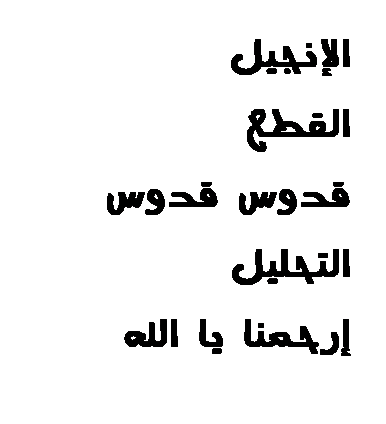 الإنجيل
القطع
قدوس قدوس
التحليل
إرحمنا يا الله